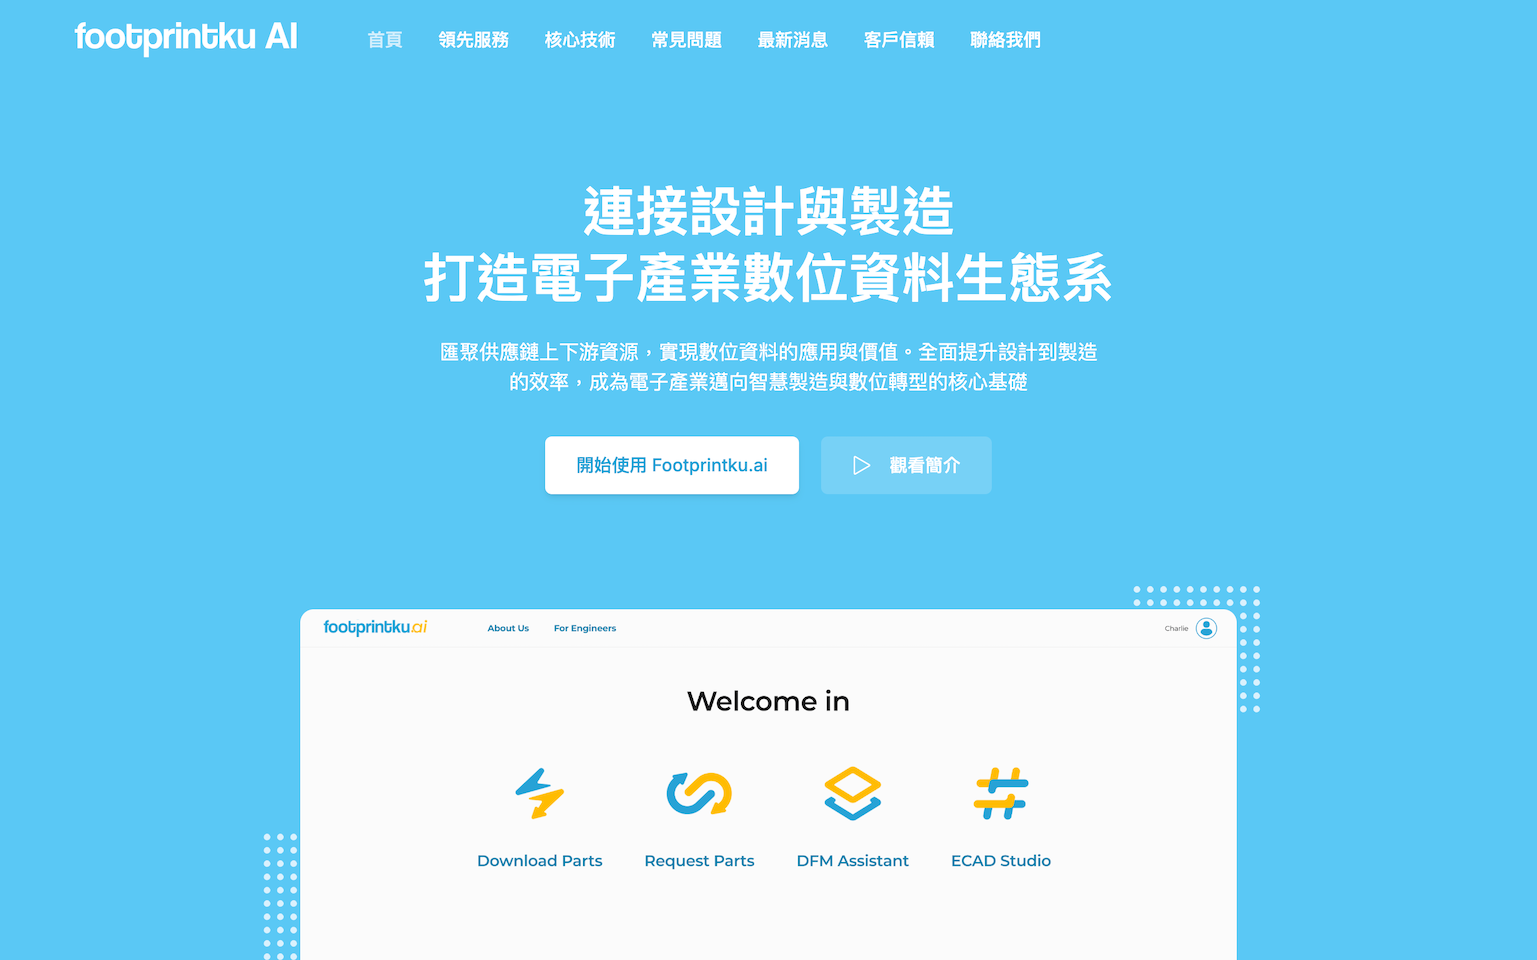 footprintku AI
首頁 領先服務 核心技術 常見問題 最新消息 客戶信賴 聯絡我們
連接設計與製造
打造電子產業數位資料生態系
匯聚供應鏈上下游資源，實現數位資料的應用與價值。全面提升設計到製造
的效率，成為電子產業邁向智慧製造與數位轉型的核心基礎
開始使用 Footprintku.ai
觀看簡介
footprintku.ai About Us For Engineers Charlie
Welcome in
Download Parts Request Parts DFM Assistant ECAD Studio